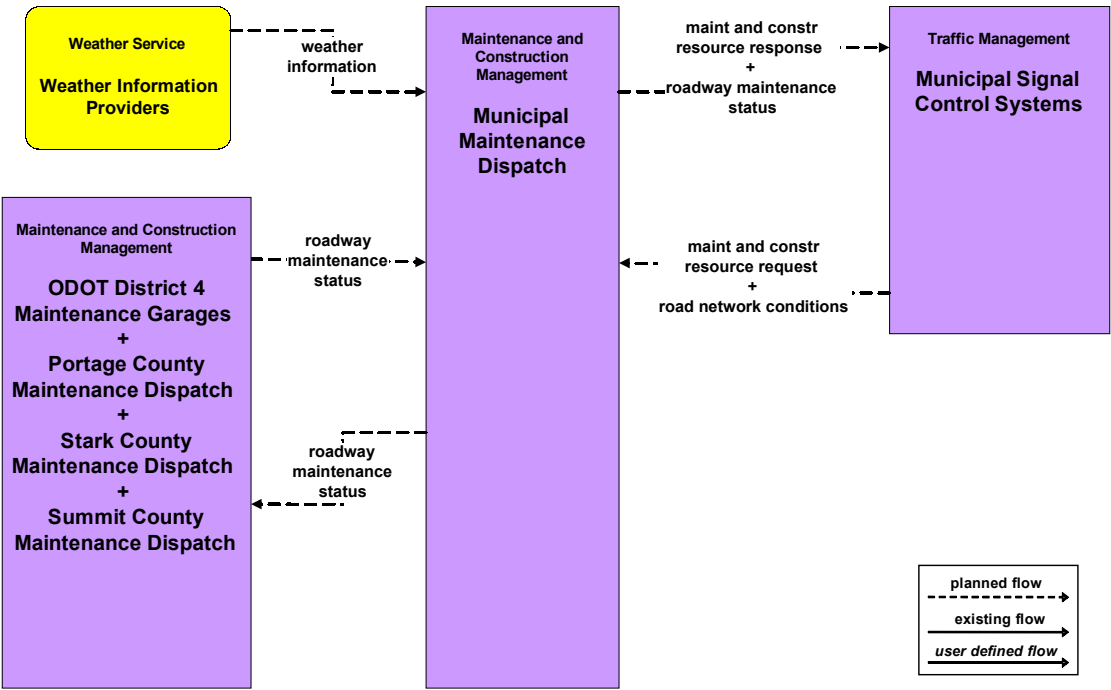 Weather Service
Weather Information
Providers
weather
information
Maintenance and
Construction
Management
Municipal
Maintenance
Dispatch
maint and constr
resource response
+
roadway maintenance
status
Traffic Management
Municipal Signal
Control Systems
Maintenance and Construction
Management
ODOT District 4
Maintenance Garages
+
Portage County
Maintenance Dispatch
+
Stark County
Maintenance Dispatch
+
Summit County
Maintenance Dispatch
roadway
maintenance
status
maint and constr
resource request
+
road network conditions
roadway
maintenance
status
planned flow
existing flow
user defined flow